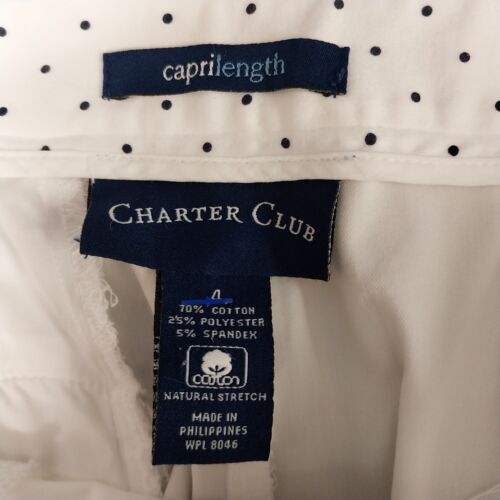 caprilength
CHARTER CLUB
4
70% COTTON
25% POLYESTER
5% SPANDEX
cotton
NATURAL STRETCH
MADE IN
PHILIPPINES
WPL 8046